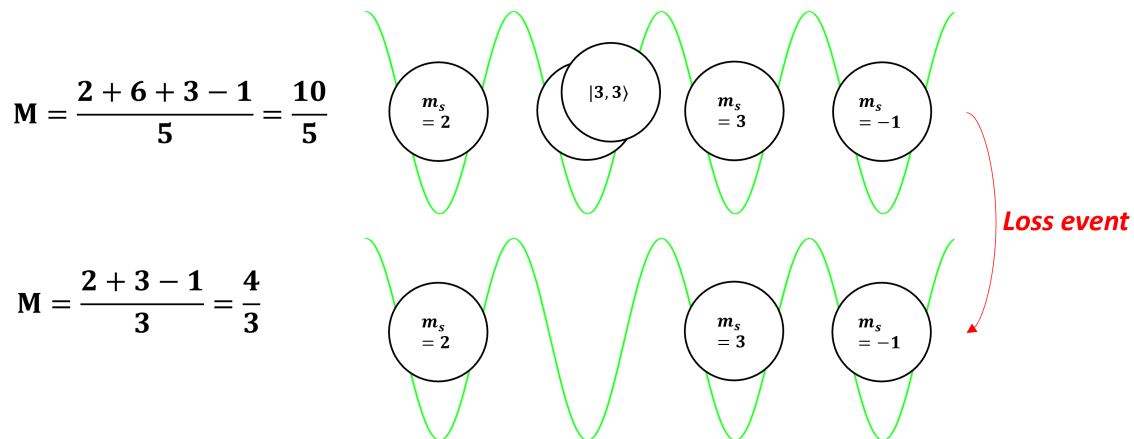 M = (2 + 6 + 3 − 1)/5 = 10/5
m_s = 2
|3, 3⟩
m_s = 3
m_s = −1
Loss event
M = (2 + 3 − 1)/3 = 4/3
m_s = 2
m_s = 3
m_s = −1